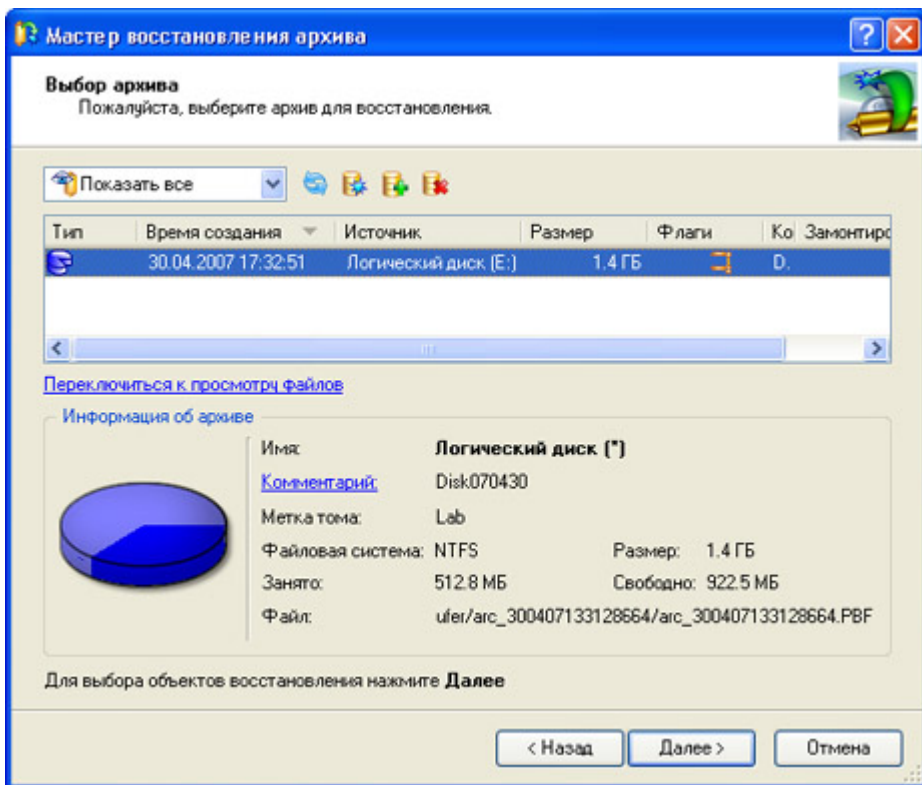 Мастер восстановления архива
Выбор архива
Пожалуйста, выберите архив для восстановления.
Показать все
Тип Время создания Источник Размер Флаги Ко Замонтирс
30.04.2007 17:32:51 Логический диск (E:) 1.4 ГБ D.
Переключиться к просмотру файлов
Информация об архиве
Имя: Логический диск (*)
Комментарий: Disk070430
Метка тома: Lab
Файловая система: NTFS Размер: 1.4 ГБ
Занято: 512.8 МБ Свободно: 922.5 МБ
Файл: ufer/arc_300407133128664/arc_300407133128664.PBF
Для выбора объектов восстановления нажмите Далее
< Назад Далее > Отмена